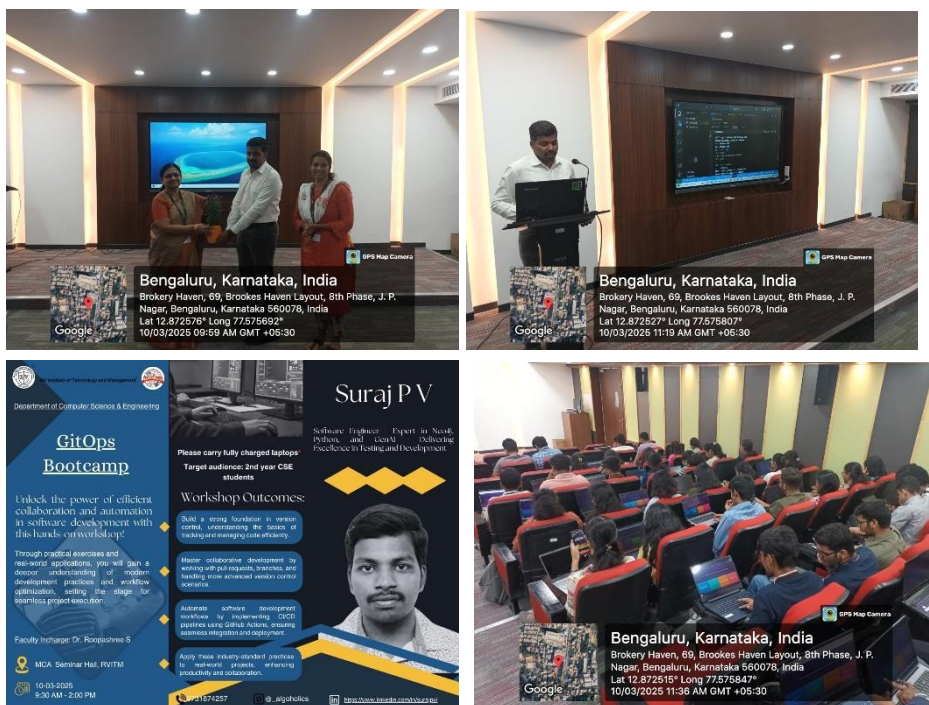 GPS Map Camera
Bengaluru, Karnataka, India
Brokery Haven, 69, Brookes Haven Layout, 8th Phase, J. P.
Nagar, Bengaluru, Karnataka 560078, India
Lat 12.872576° Long 77.575692°
10/03/2025 09:59 AM GMT +05:30
Google
GPS Map Camera
Bengaluru, Karnataka, India
Brokery Haven, 69, Brookes Haven Layout, 8th Phase, J. P.
Nagar, Bengaluru, Karnataka 560078, India
Lat 12.872527° Long 77.575807°
10/03/2025 11:19 AM GMT +05:30
Google
Institute of Technology and Management
Department of Computer Science & Engineering
GitOps
Bootcamp
Unlock the power of efficient
collaboration and automation
in software development with
this hands-on workshop!
Through practical exercises and
real-world applications, you will gain a
deeper understanding of modern
development practices and workflow
optimization, setting the stage for
seamless project execution.
Faculty Incharge: Dr. Roopashree S
MCA Seminar Hall, RVITM
10-03-2025
9:30 AM - 2:00 PM
Please carry fully charged laptops*
Target audience: 2nd year CSE
students
Workshop Outcomes:
Build a strong foundation in version
control, understanding the basics of
tracking and managing code efficiently.
Master collaborative development by
working with pull requests, branches, and
handling more advanced version control
scenarios
Automate software development
workflows by implementing CI/CD
pipelines using GitHub Actions, ensuring
seamless integration and deployment.
Apply these industry-standard practices
to real-world projects, enhancing
productivity and collaboration.
Suraj P V
Software Engineer Expert in Neo4j,
Python, and GenAI Delivering
Excellence in Testing and Development
731874257
@_algoholics
GPS Map Camera
Bengaluru, Karnataka, India
Brokery Haven, 69, Brookes Haven Layout, 8th Phase, J. P.
Nagar, Bengaluru, Karnataka 560078, India
Lat 12.872515° Long 77.575847°
10/03/2025 11:36 AM GMT +05:30
Google